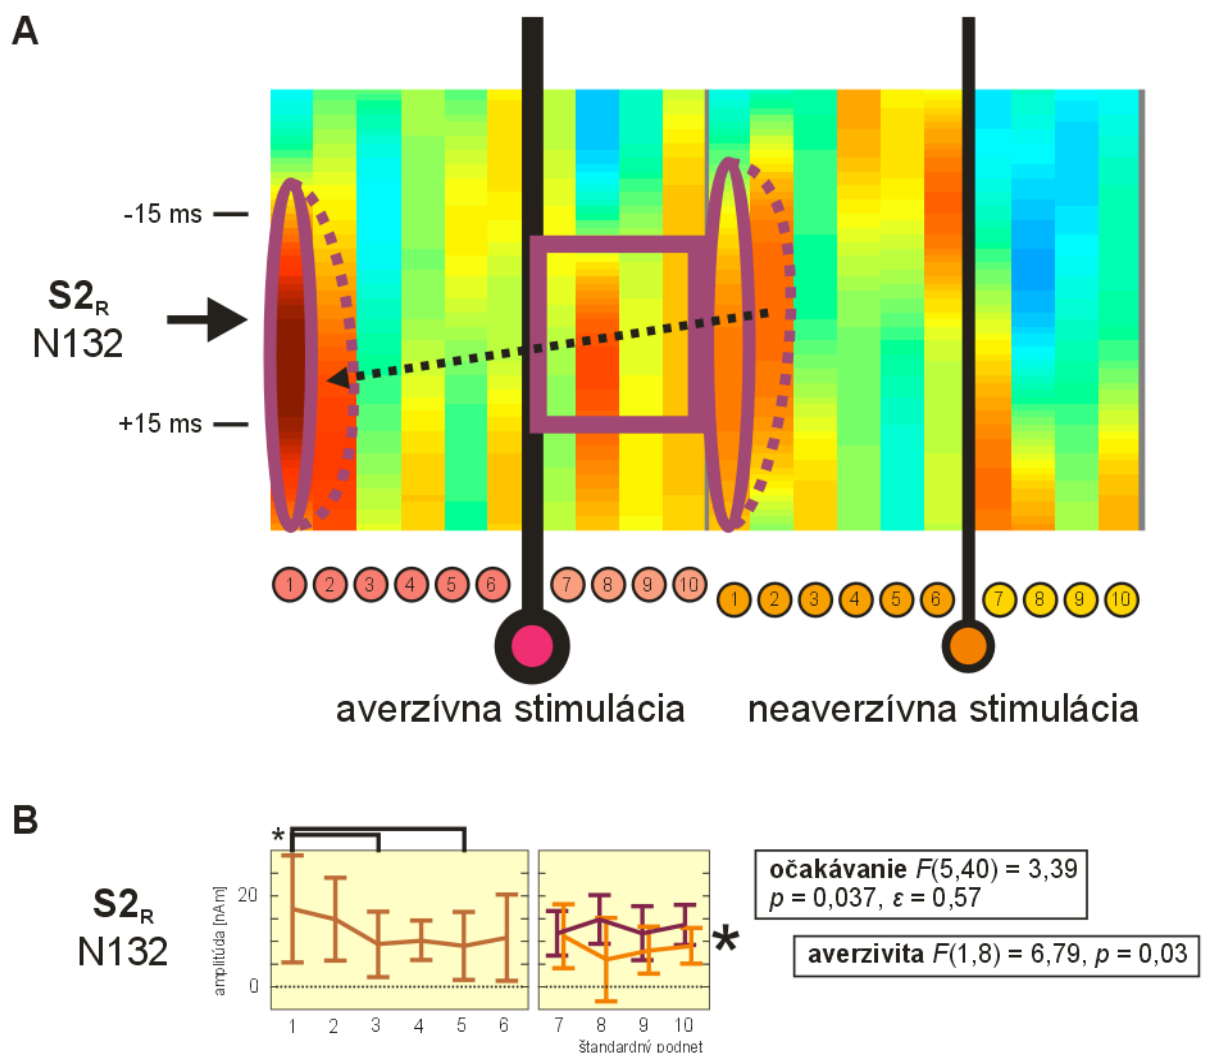 A
-15 ms
S2R
N132
+15 ms
1 2 3 4 5 6 7 8 9 10 1 2 3 4 5 6 7 8 9 10
averzívna stimulácia neaverzívna stimulácia
B
*
S2R
N132
amplitúda [nAm]
20
0
1 2 3 4 5 6 7 8 9 10
štandardný podnet
*
očakávanie F(5,40) = 3,39
p = 0,037, ε = 0,57
averzivita F(1,8) = 6,79, p = 0,03